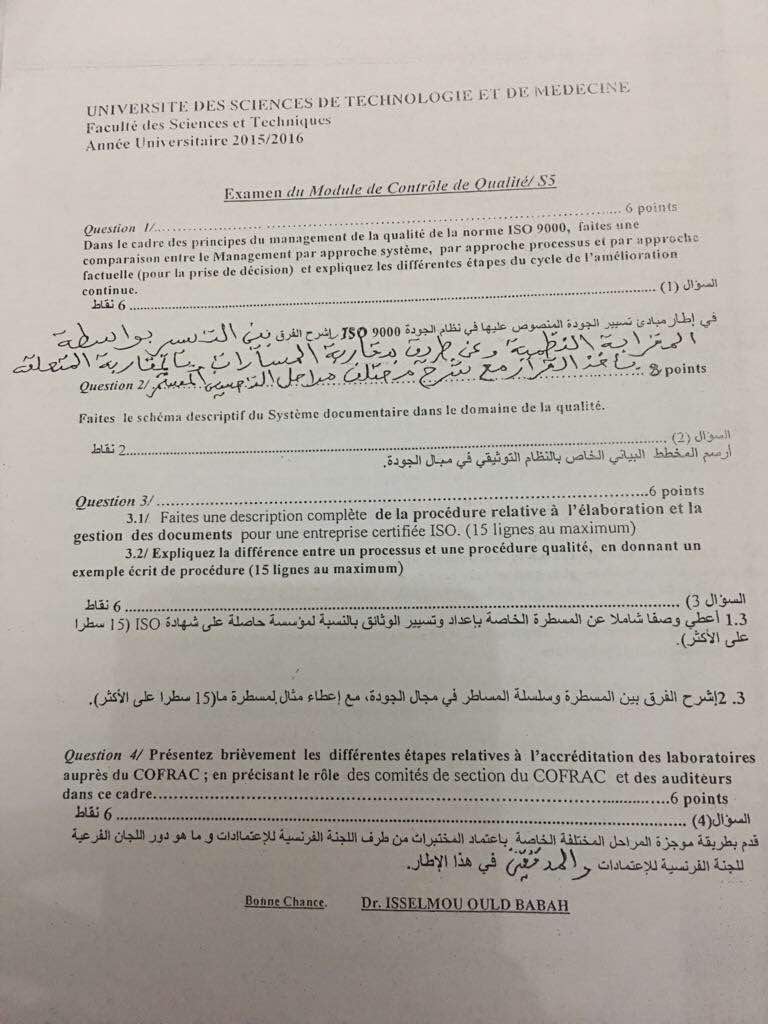 UNIVERSITE DES SCIENCES DE TECHNOLOGIE ET DE MEDECINE
Faculté des Sciences et Techniques
Année Universitaire 2015/2016
Examen du Module de Contrôle de Qualité/ S5
Question 1/.................................................................... 6 points
Dans le cadre des principes du management de la qualité de la norme ISO 9000, faites une
comparaison entre le Management par approche système, par approche processus et par approche
factuelle (pour la prise de décision) et expliquez les différentes étapes du cycle de l'amélioration
continue.
السؤال (1) .................................................................... 6 نقاط
في إطار مبادئ تسيير الجودة المنصوص عليها في نظام الجودة ISO 9000 إشرح الفرق بين التسيير بواسطة
المقرابة النظمية وعن طريق مقاربة المسارات وبالمقاربة المتعلقة
بأخذ القرار مع شرح مختلف مراحل التحسين المستمر
Question 2/ points
Faites le schéma descriptif du Système documentaire dans le domaine de la qualité.
السؤال (2) ....................................................................2 نقاط
أرسم المخطط البياني الخاص بالنظام التوثيقي في مبال الجودة.
Question 3/ ....................................................................6 points
3.1/ Faites une description complète de la procédure relative à l'élaboration et la
gestion des documents pour une entreprise certifiée ISO. (15 lignes au maximum)
3.2/ Expliquez la différence entre un processus et une procédure qualité, en donnant un
exemple écrit de procédure (15 lignes au maximum)
السؤال 3) .................................................................... 6 نقاط
1.3 أعطي وصفا شاملا عن المسطرة الخاصة بإعداد وتسيير الوثائق بالنسبة لمؤسسة حاصلة على شهادة ISO (15 سطرا
على الأكثر).
3. 2إشرح الفرق بين المسطرة وسلسلة المساطر في مجال الجودة، مع إعطاء مثال لمسطرة ما(15 سطرا على الأكثر).
Question 4/ Présentez brièvement les différentes étapes relatives à l'accréditation des laboratoires
auprès du COFRAC ; en précisant le rôle des comités de section du COFRAC et des auditeurs
dans ce cadre....................................................................6 points
السؤال(4) .................................................................... 6 نقاط
قدم بطريقة موجزة المراحل المختلفة الخاصة باعتماد المختبرات من طرف اللجنة الفرنسية للإعتماادات و ما هو دور اللجان الفرعية
للجنة الفرنسية للإعتمادات والمدققين في هذا الإطار.
Bonne Chance. Dr. ISSELMOU OULD BABAH